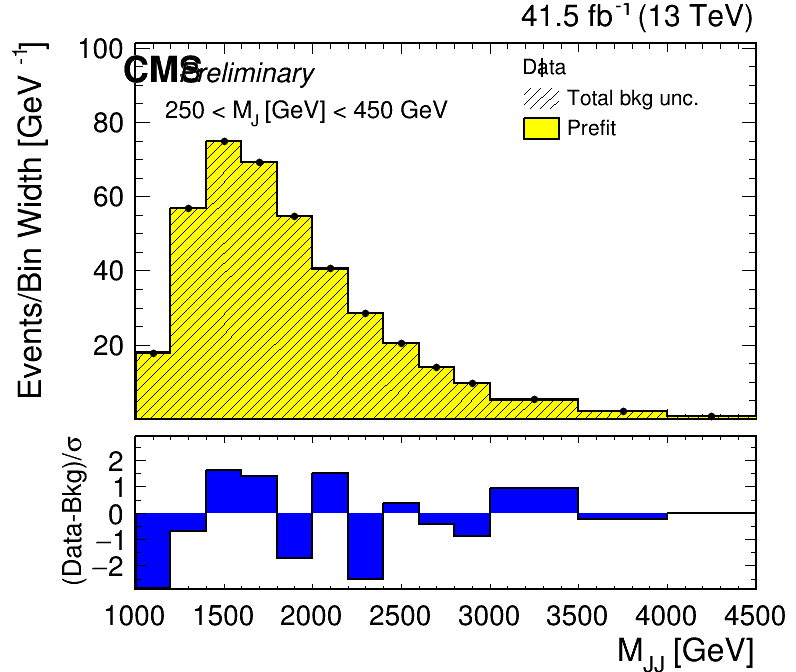 41.5 fb⁻¹ (13 TeV)
CMS Preliminary
Data
250 < M_J [GeV] < 450 GeV
Total bkg unc.
Prefit
Events/Bin Width [GeV⁻¹]
100
80
60
40
20
(Data-Bkg)/σ
2
1
0
−1
−2
1000 1500 2000 2500 3000 3500 4000 4500
M_JJ [GeV]